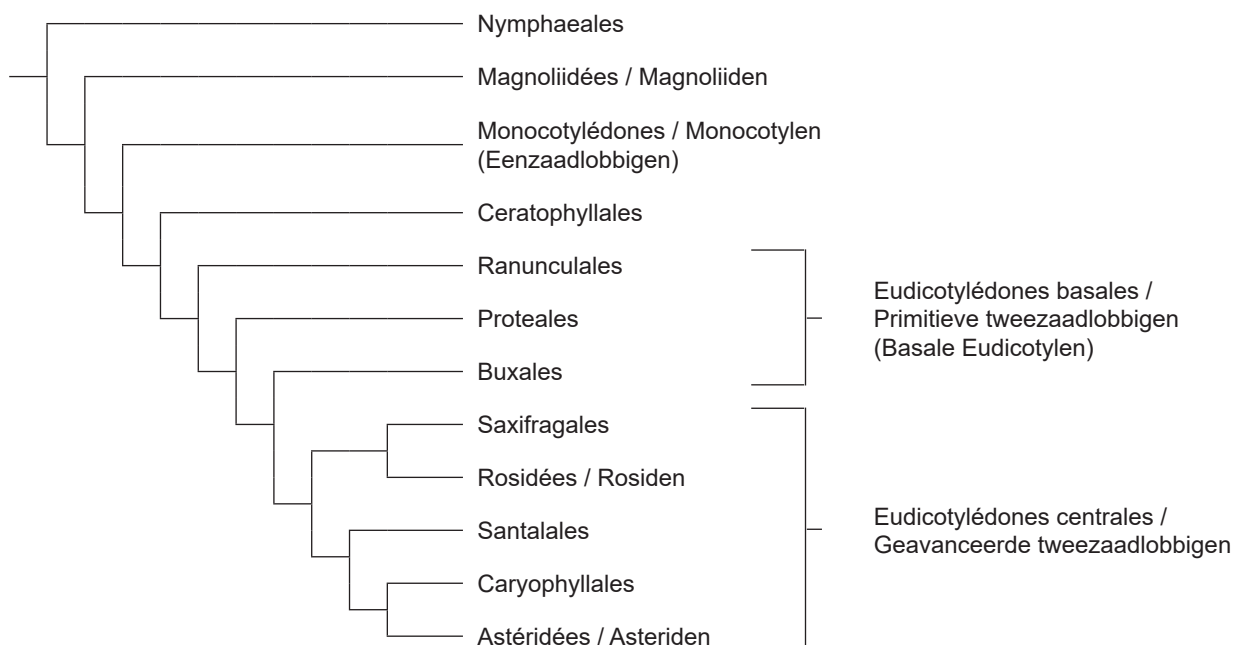 Nymphaeales
Magnoliidées / Magnoliiden
Monocotylédones / Monocotylen
(Eenzaadlobbigen)
Ceratophyllales
Ranunculales
Proteales
Buxales
Eudicotylédones basales /
Primitieve tweezaadlobbigen
(Basale Eudicotylen)
Saxifragales
Rosidées / Rosiden
Santalales
Caryophyllales
Astéridées / Asteriden
Eudicotylédones centrales /
Geavanceerde tweezaadlobbigen